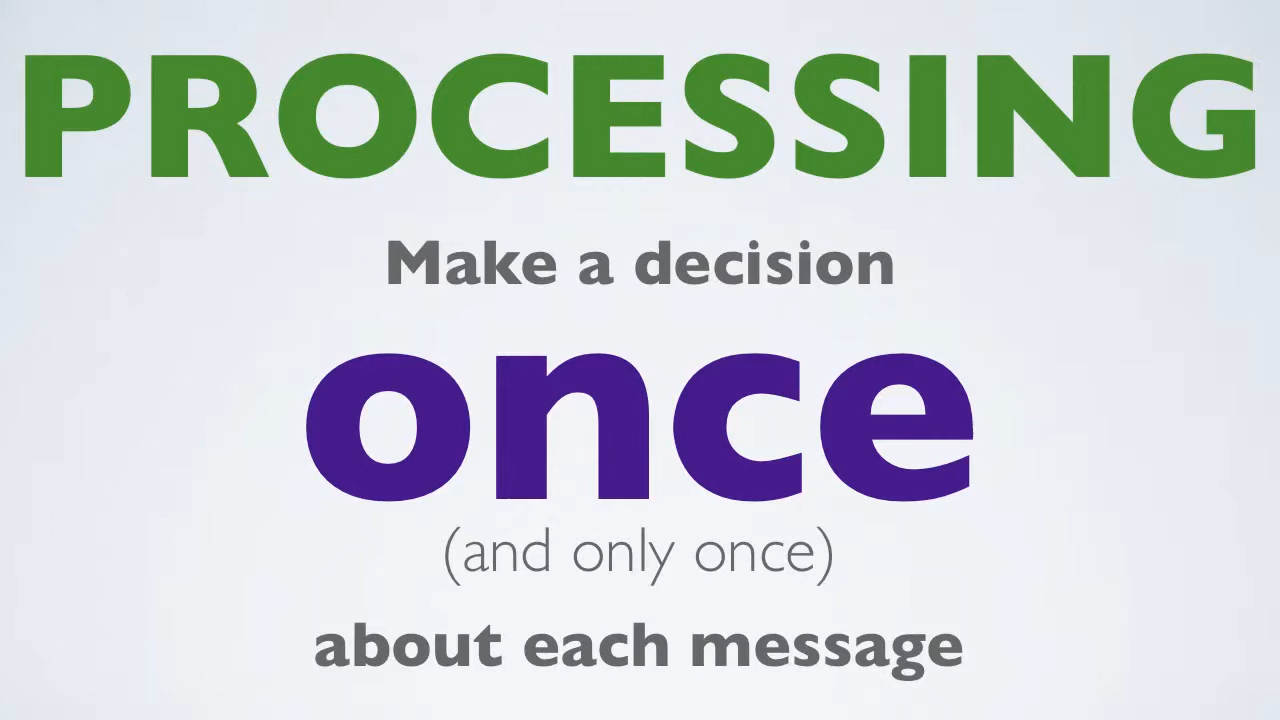 PROCESSING
Make a decision
once
(and only once)
about each message